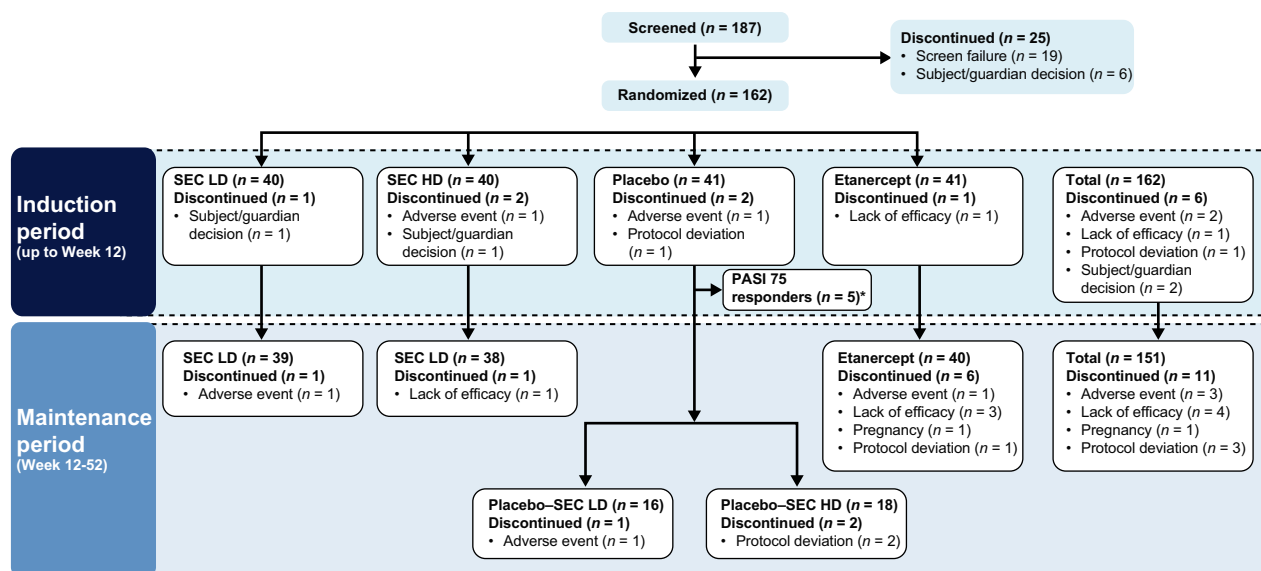 Screened (n = 187)
Discontinued (n = 25)
• Screen failure (n = 19)
• Subject/guardian decision (n = 6)
Randomized (n = 162)
Induction
period
(up to Week 12)
SEC LD (n = 40)
Discontinued (n = 1)
• Subject/guardian
decision (n = 1)
SEC HD (n = 40)
Discontinued (n = 2)
• Adverse event (n = 1)
• Subject/guardian
decision (n = 1)
Placebo (n = 41)
Discontinued (n = 2)
• Adverse event (n = 1)
• Protocol deviation
(n = 1)
Etanercept (n = 41)
Discontinued (n = 1)
• Lack of efficacy (n = 1)
Total (n = 162)
Discontinued (n = 6)
• Adverse event (n = 2)
• Lack of efficacy (n = 1)
• Protocol deviation (n = 1)
• Subject/guardian
decision (n = 2)
PASI 75
responders (n = 5)*
Maintenance
period
(Week 12-52)
SEC LD (n = 39)
Discontinued (n = 1)
• Adverse event (n = 1)
SEC LD (n = 38)
Discontinued (n = 1)
• Lack of efficacy (n = 1)
Etanercept (n = 40)
Discontinued (n = 6)
• Adverse event (n = 1)
• Lack of efficacy (n = 3)
• Pregnancy (n = 1)
• Protocol deviation (n = 1)
Total (n = 151)
Discontinued (n = 11)
• Adverse event (n = 3)
• Lack of efficacy (n = 4)
• Pregnancy (n = 1)
• Protocol deviation (n = 3)
Placebo–SEC LD (n = 16)
Discontinued (n = 1)
• Adverse event (n = 1)
Placebo–SEC HD (n = 18)
Discontinued (n = 2)
• Protocol deviation (n = 2)